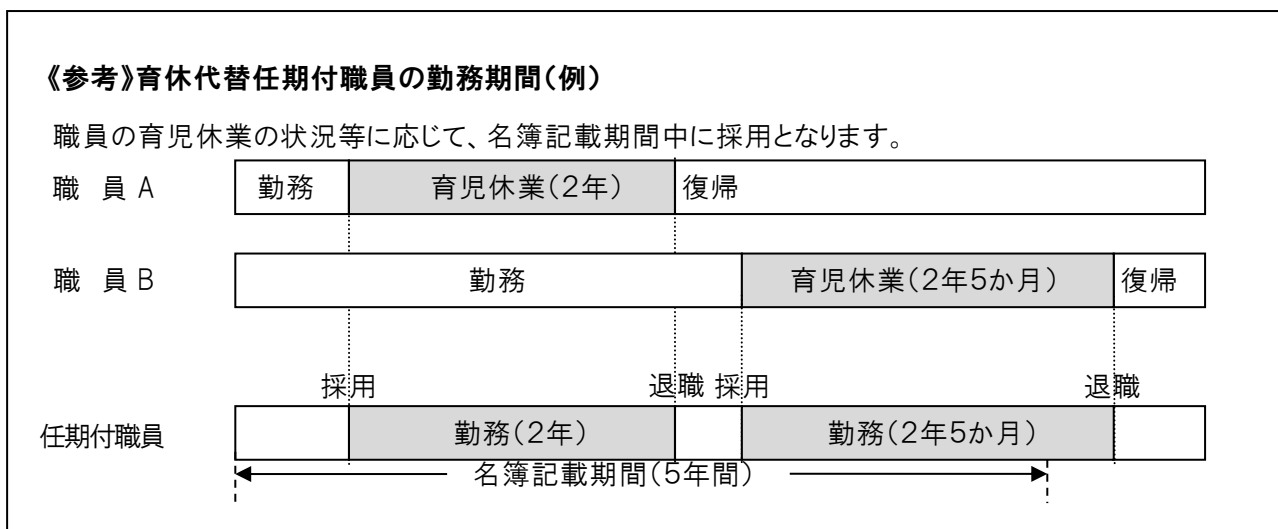 《参考》育休代替任期付職員の勤務期間(例)
職員の育児休業の状況等に応じて、名簿記載期間中に採用となります。
職 員 A 勤務 育児休業(2年) 復帰
職 員 B 勤務 育児休業(2年5か月) 復帰
採用 退職 採用 退職
任期付職員 勤務(2年) 勤務(2年5か月)
名簿記載期間(5年間)